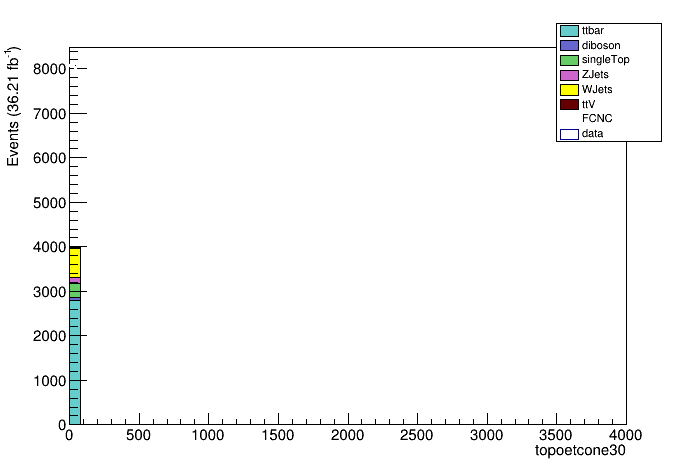 ttbar
diboson
singleTop
ZJets
WJets
ttV
FCNC
data
Events (36.21 fb⁻¹)
8000
7000
6000
5000
4000
3000
2000
1000
0
0 500 1000 1500 2000 2500 3000 3500 4000
topoetcone30